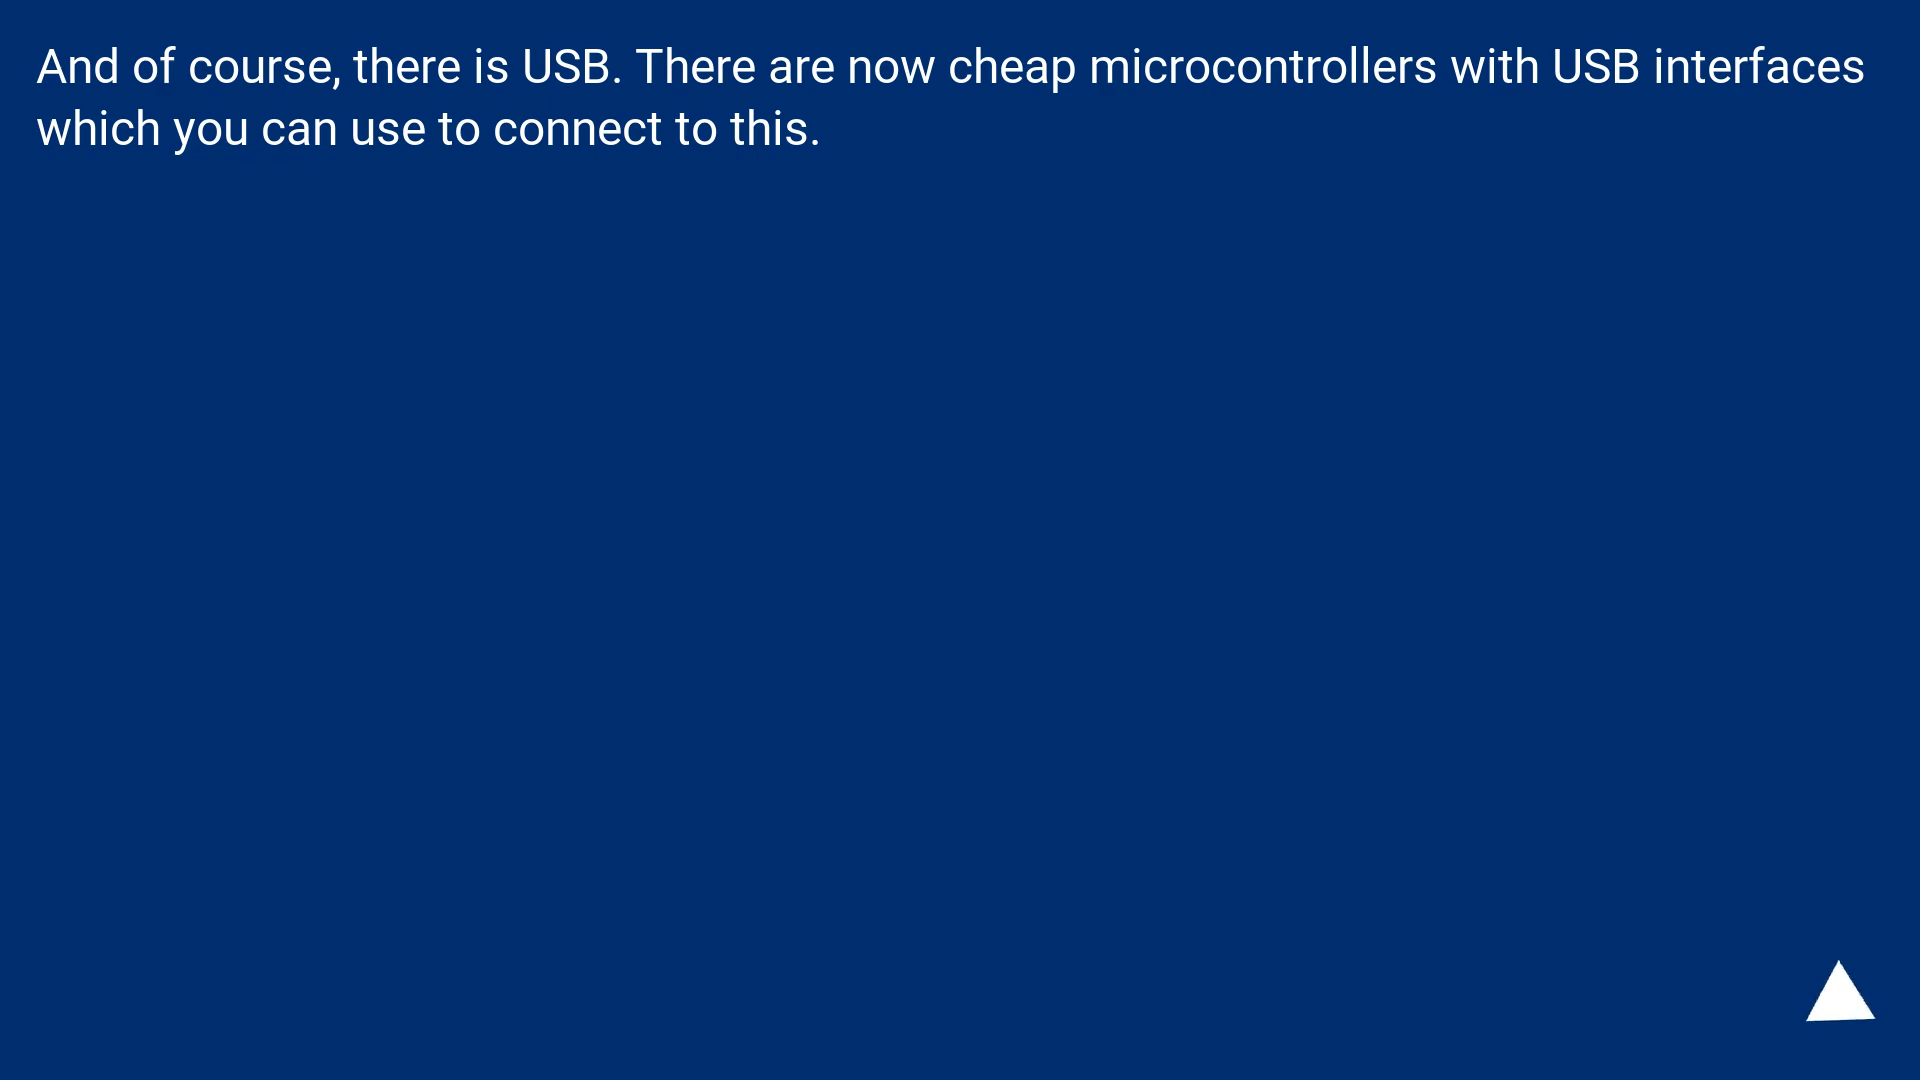 And of course, there is USB. There are now cheap microcontrollers with USB interfaces
which you can use to connect to this.